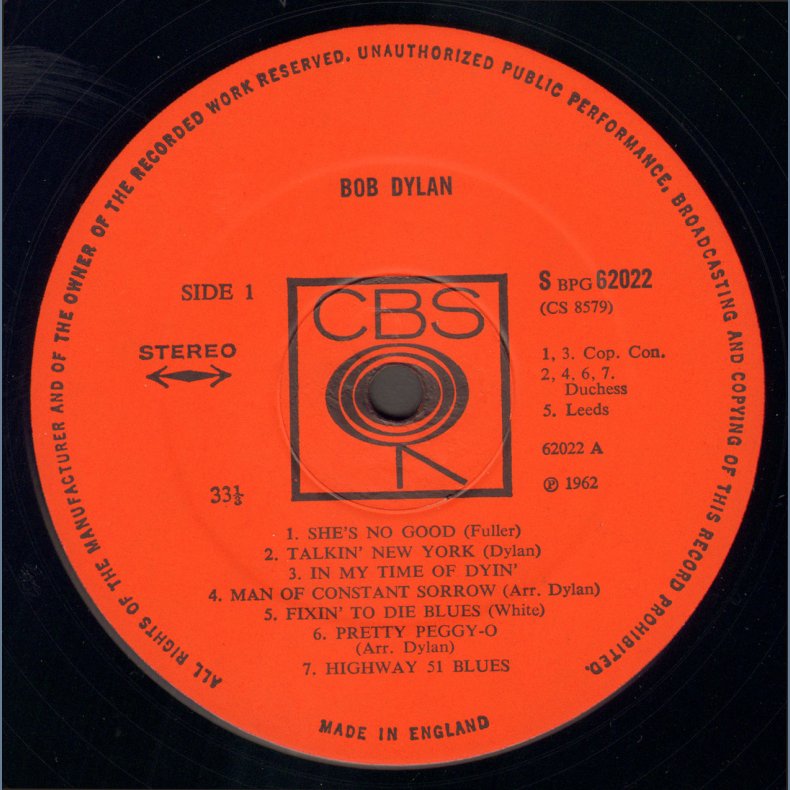 ALL RIGHTS OF THE MANUFACTURER AND OF THE OWNER OF THE RECORDED WORK RESERVED. UNAUTHORIZED PUBLIC PERFORMANCE, BROADCASTING AND COPYING OF THIS RECORD PROHIBITED.
BOB DYLAN
SIDE 1
S BPG 62022
(CS 8579)
CBS
STEREO
1, 3. Cop. Con.
2, 4, 6, 7.
Duchess
5. Leeds
62022 A
℗ 1962
33⅓
1. SHE'S NO GOOD (Fuller)
2. TALKIN' NEW YORK (Dylan)
3. IN MY TIME OF DYIN'
4. MAN OF CONSTANT SORROW (Arr. Dylan)
5. FIXIN' TO DIE BLUES (White)
6. PRETTY PEGGY-O
(Arr. Dylan)
7. HIGHWAY 51 BLUES
MADE IN ENGLAND